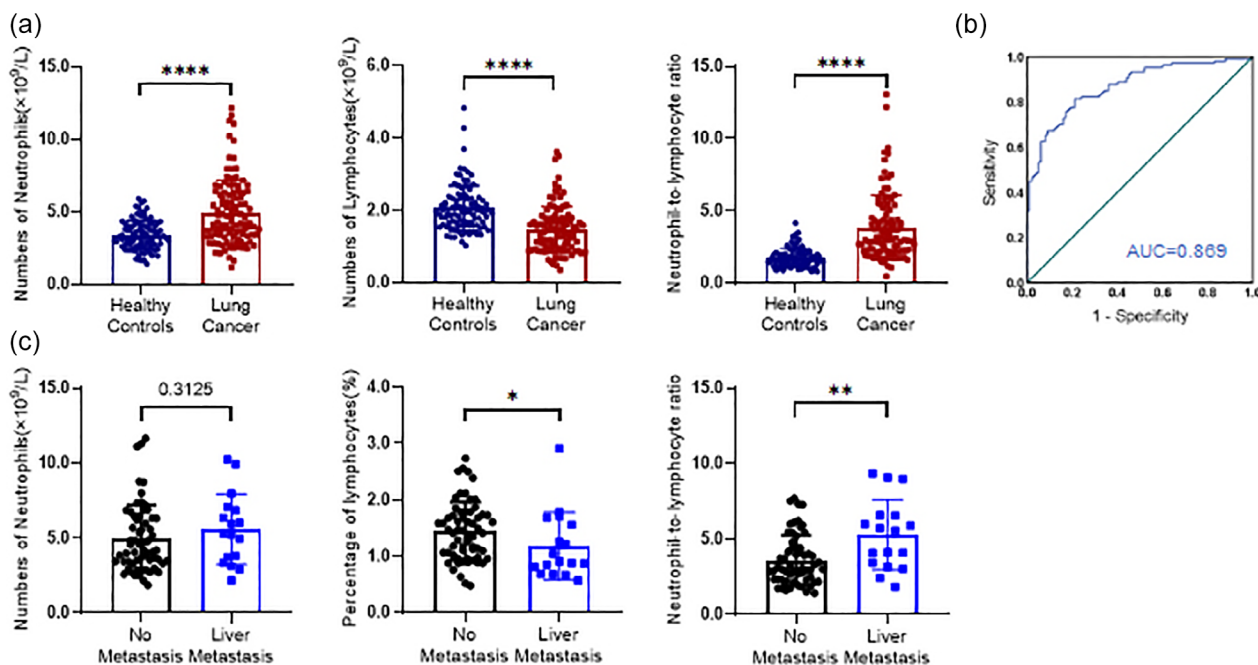 (a)
(b)
Numbers of Neutrophils(×10⁹/L)
15.0
10.0
5.0
0.0
****
Healthy Controls
Lung Cancer
Numbers of Lymphocytes(×10⁹/L)
6.0
4.0
2.0
0.0
****
Healthy Controls
Lung Cancer
Neutrophil-to-lymphocyte ratio
15.0
10.0
5.0
0.0
****
Healthy Controls
Lung Cancer
Sensitivity
1.0
0.8
0.6
0.4
0.2
0.0
AUC=0.869
0.0 0.2 0.4 0.6 0.8 1.0
1 - Specificity
(c)
Numbers of Neutrophils(×10⁹/L)
15.0
10.0
5.0
0.0
0.3125
No Metastasis
Liver Metastasis
Percentage of lymphocytes(%)
4.0
3.0
2.0
1.0
0.0
*
No Metastasis
Liver Metastasis
Neutrophil-to-lymphocyte ratio
15.0
10.0
5.0
0.0
**
No Metastasis
Liver Metastasis